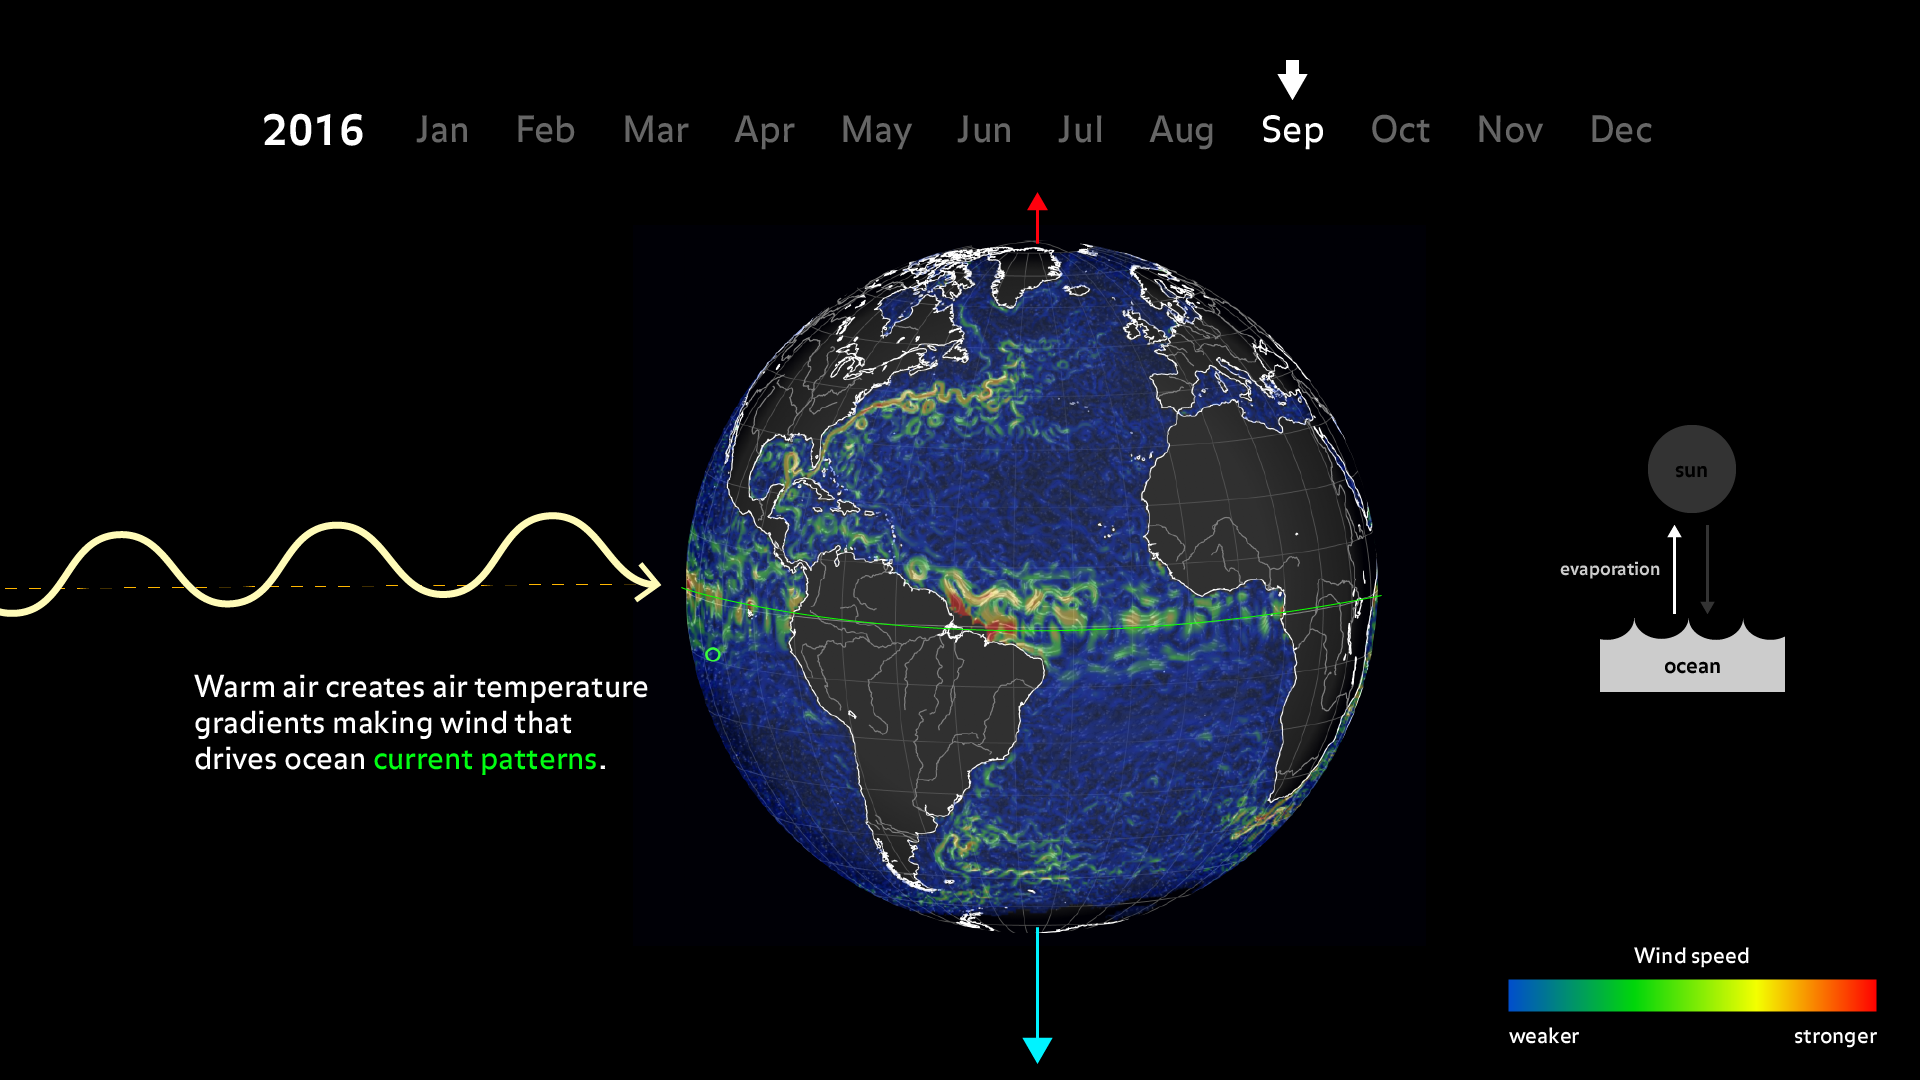 2016 Jan Feb Mar Apr May Jun Jul Aug Sep Oct Nov Dec
sun
evaporation
ocean
Warm air creates air temperature
gradients making wind that
drives ocean current patterns.
Wind speed
weaker stronger